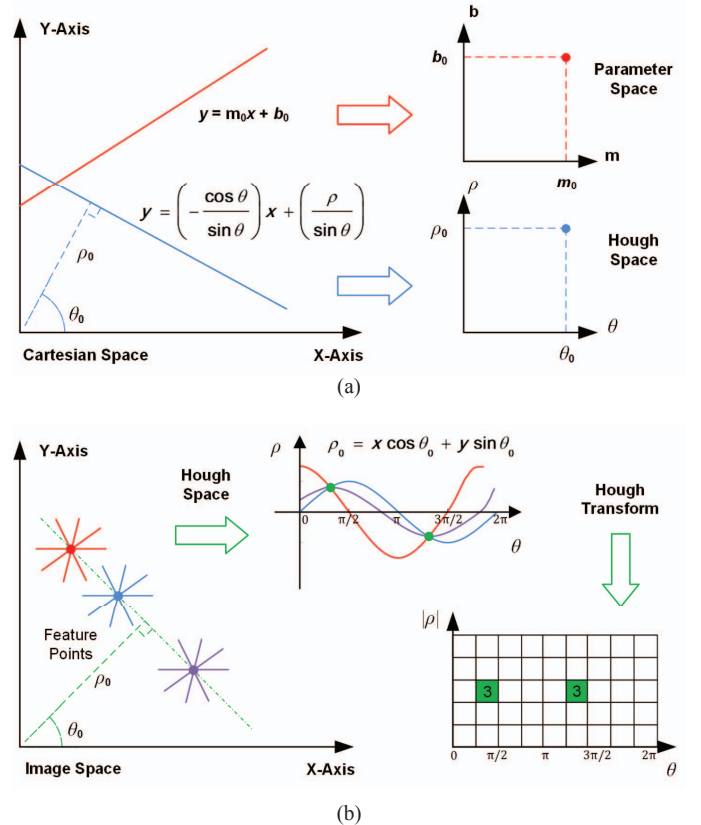 Y-Axis
y = m₀x + b₀
y = (− cos θ / sin θ) x + (ρ / sin θ)
ρ₀
θ₀
Cartesian Space
X-Axis
b
b₀
Parameter
Space
m
m₀
ρ
ρ₀
Hough
Space
θ
θ₀
(a)
Y-Axis
Feature
Points
ρ₀
θ₀
Image Space
X-Axis
Hough
Space
ρ
ρ₀ = x cos θ₀ + y sin θ₀
0 π/2 π 3π/2 2π
θ
Hough
Transform
|ρ|
3 3
0 π/2 π 3π/2 2π
θ
(b)